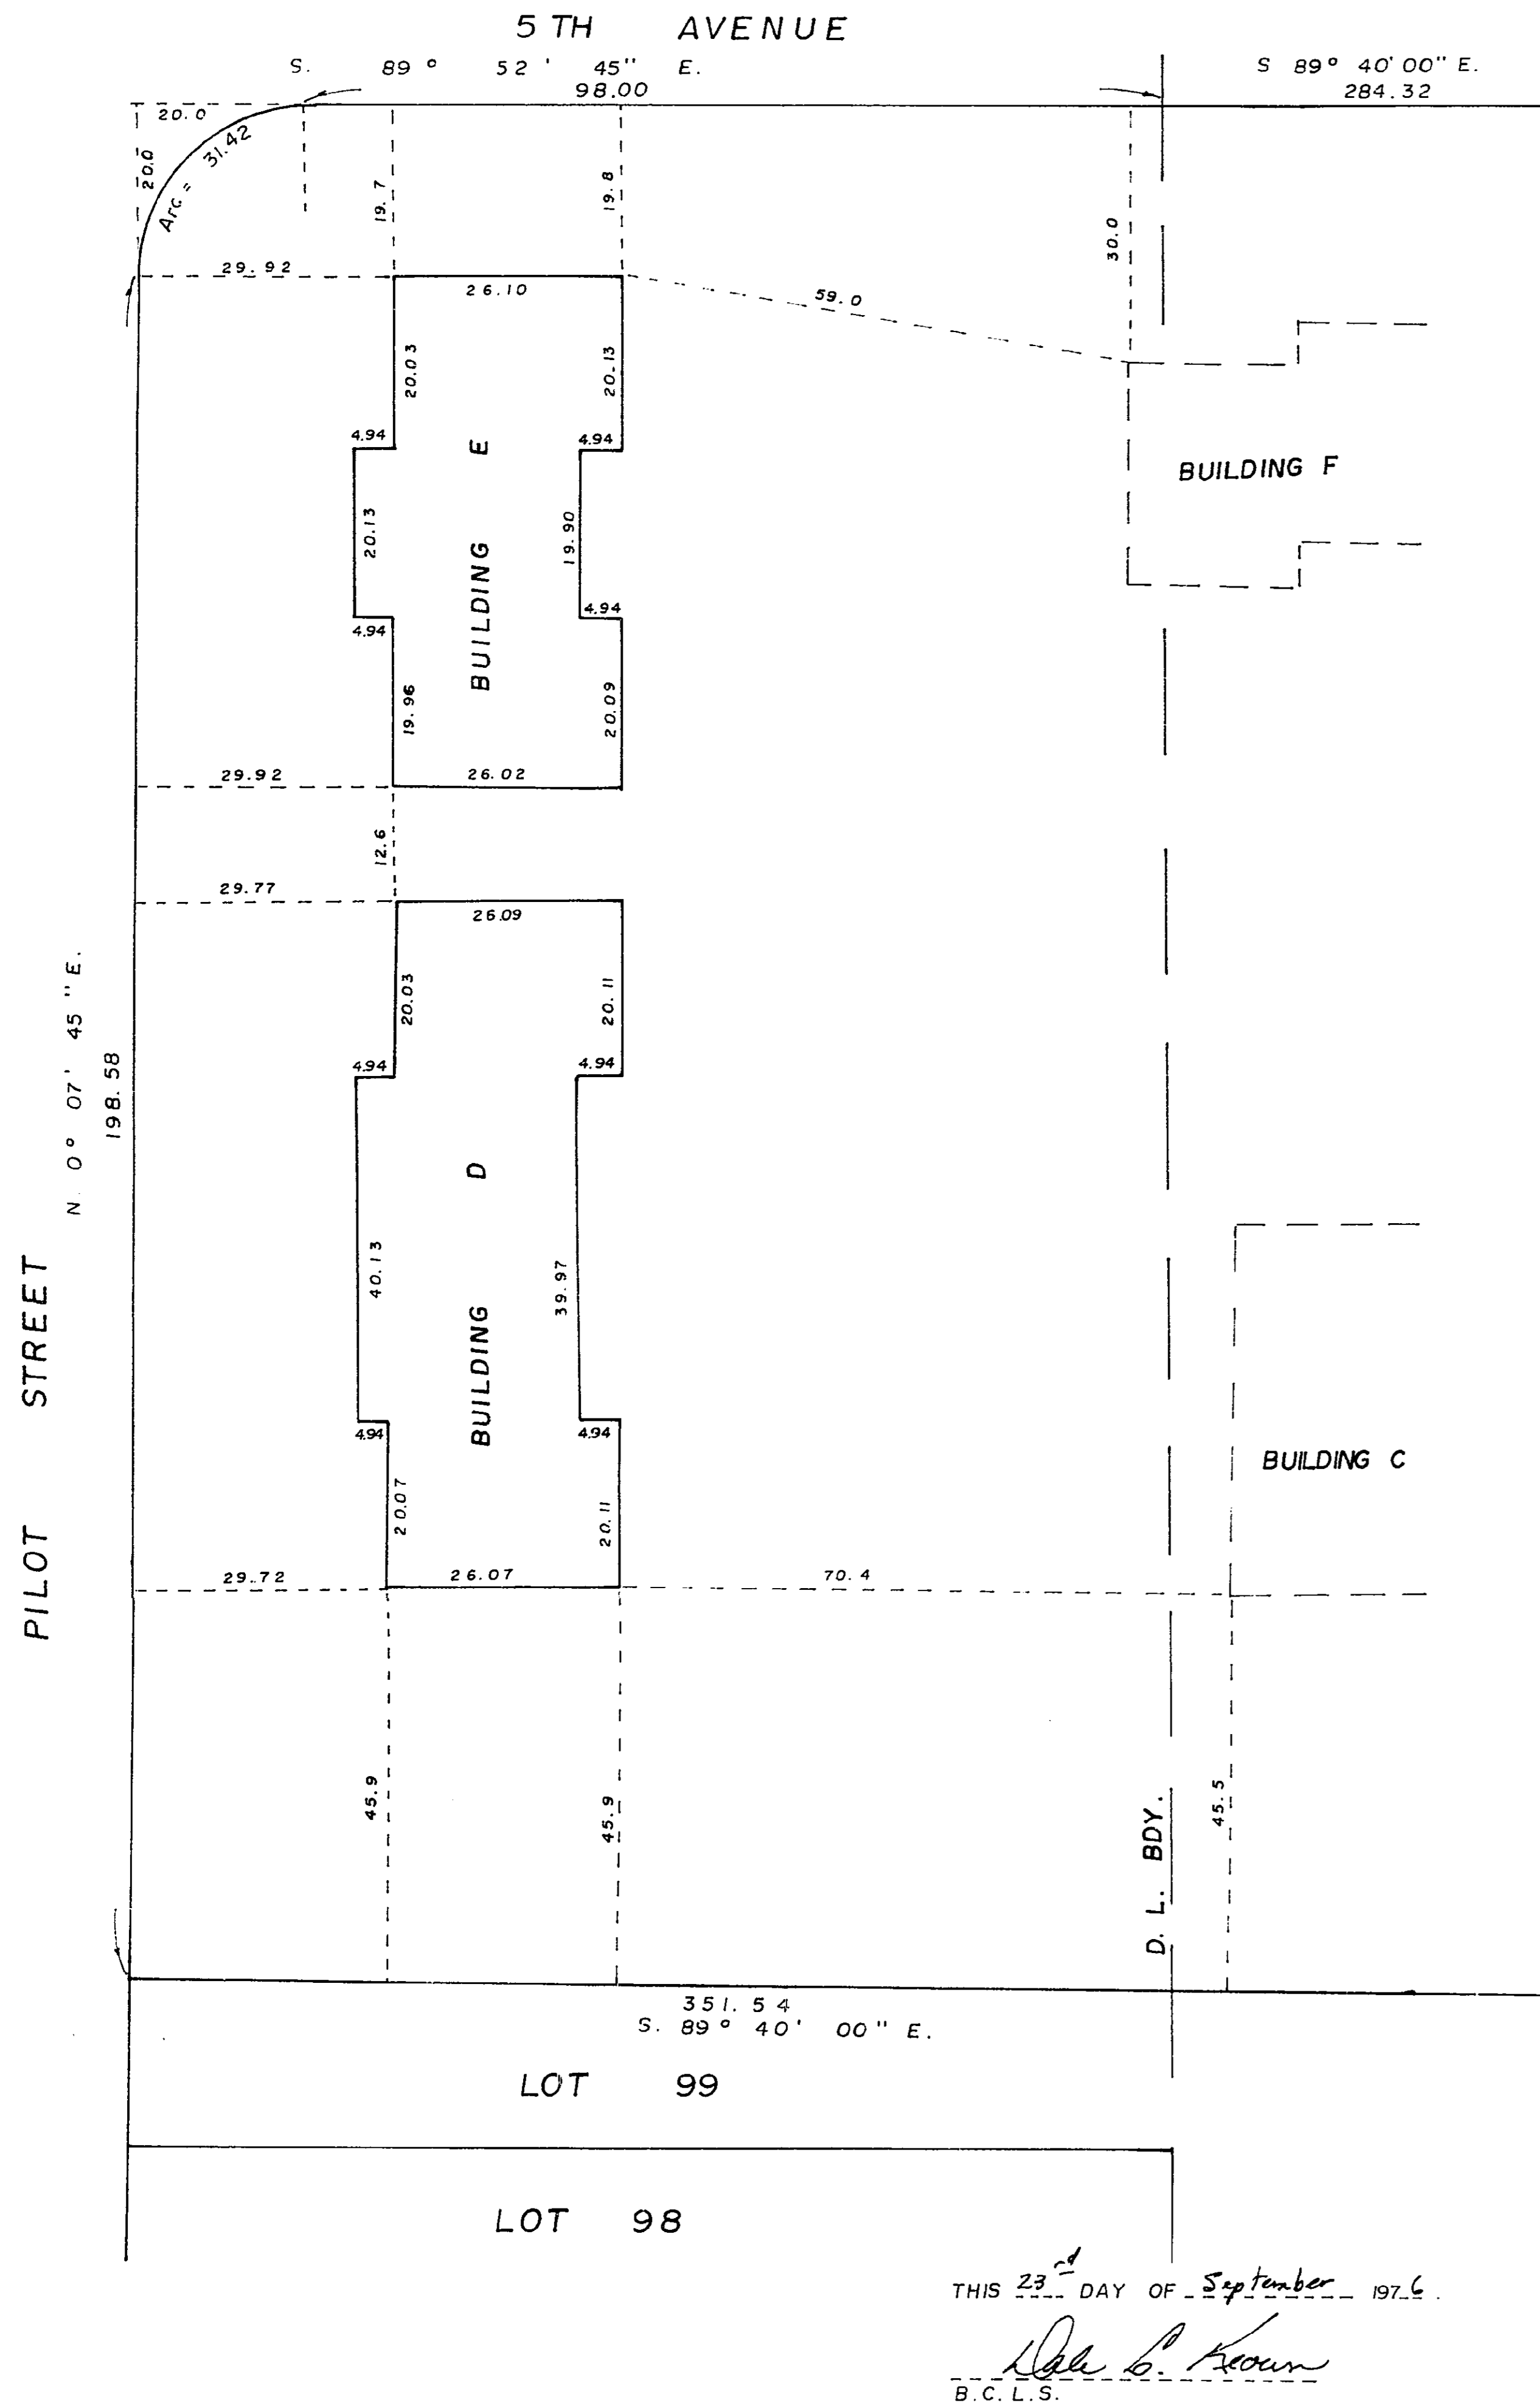 5 TH AVENUE
S. 89° 52' 45" E.
98.00
S 89° 40' 00" E.
284.32
20.0
20.0
Arc = 31.42
19.7
19.8
30.0
29.92
26.10
59.0
20.03
20.13
4.94
4.94
BUILDING E
BUILDING F
20.13
19.90
4.94
4.94
19.96
20.09
29.92
26.02
12.6
29.77
26.09
N. 0° 07' 45" E.
198.58
20.03
20.11
4.94
4.94
BUILDING D
40.13
39.97
PILOT STREET
4.94
4.94
BUILDING C
20.07
20.11
29.72
26.07
70.4
45.9
45.9
45.5
D. L. BDY.
351.54
S. 89° 40' 00" E.
LOT 99
LOT 98
THIS 23rd DAY OF September 1976.
Dale C. Keown
B.C.L.S.